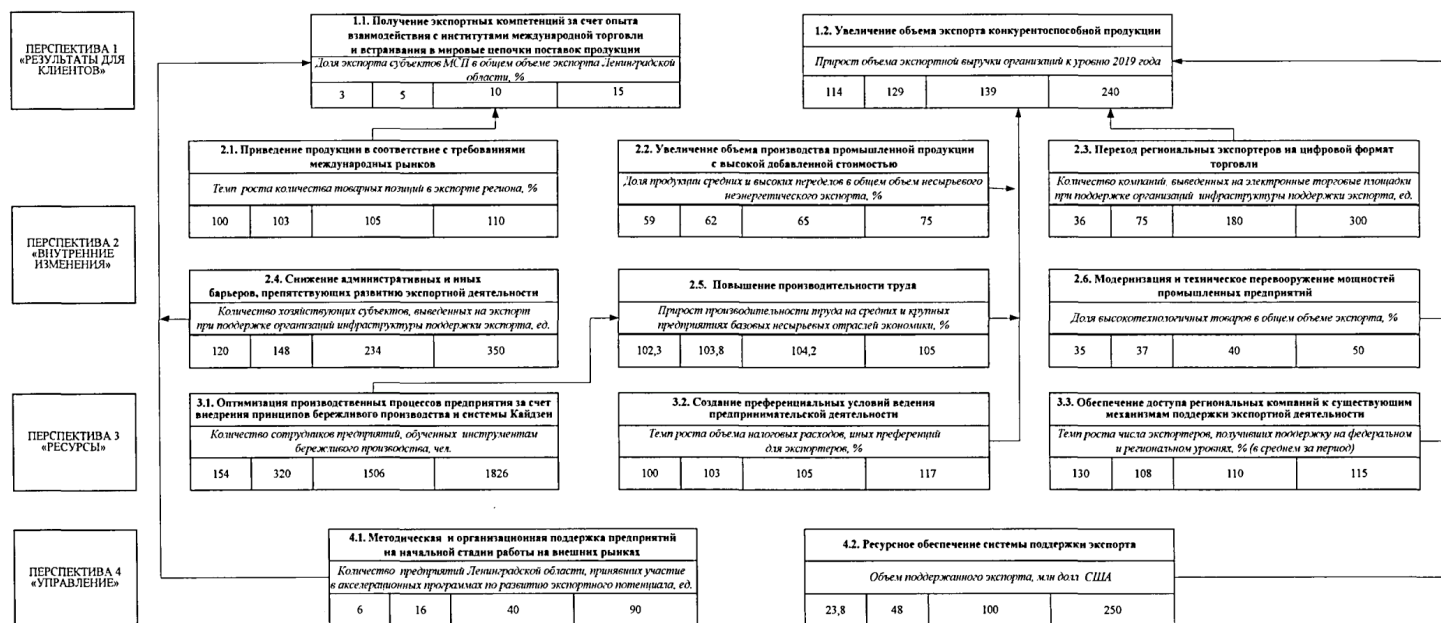 ПЕРСПЕКТИВА 1
«РЕЗУЛЬТАТЫ ДЛЯ
КЛИЕНТОВ»
1.1. Получение экспортных компетенций за счет опыта
взаимодействия с институтами международной торговли
и встраивания в мировые цепочки поставок продукции
Доля экспорта субъектов МСП в общем объеме экспорта Ленинградской
области, %
3 5 10 15
1.2. Увеличение объема экспорта конкурентоспособной продукции
Прирост объема экспортной выручки организаций к уровню 2019 года
114 129 139 240
ПЕРСПЕКТИВА 2
«ВНУТРЕННИЕ
ИЗМЕНЕНИЯ»
2.1. Приведение продукции в соответствие с требованиями
международных рынков
Темп роста количества товарных позиций в экспорте региона, %
100 103 105 110
2.2. Увеличение объема производства промышленной продукции
с высокой добавленной стоимостью
Доля продукции средних и высоких переделов в общем объем несырьевого
неэнергетического экспорта, %
59 62 65 75
2.3. Переход региональных экспортеров на цифровой формат
торговли
Количество компаний, выведенных на электронные торговые площадки
при поддержке организаций инфраструктуры поддержки экспорта, ед.
36 75 180 300
2.4. Снижение административных и иных
барьеров, препятствующих развитию экспортной деятельности
Количество хозяйствующих субъектов, выведенных на экспорт
при поддержке организаций инфраструктуры поддержки экспорта, ед.
120 148 234 350
2.5. Повышение производительности труда
Прирост производительности труда на средних и крупных
предприятиях базовых несырьевых отраслей экономики, %
102,3 103,8 104,2 105
2.6. Модернизация и техническое перевооружение мощностей
промышленных предприятий
Доля высокотехнологичных товаров в общем объеме экспорта, %
35 37 40 50
ПЕРСПЕКТИВА 3
«РЕСУРСЫ»
3.1. Оптимизация производственных процессов предприятия за счет
внедрения принципов бережливого производства и системы Кайдзен
Количество сотрудников предприятий, обученных инструментам
бережливого производства, чел.
154 320 1506 1826
3.2. Создание преференциальных условий ведения
предпринимательской деятельности
Темп роста объема налоговых расходов, иных преференций
для экспортеров, %
100 103 105 117
3.3. Обеспечение доступа региональных компаний к существующим
механизмам поддержки экспортной деятельности
Темп роста числа экспортеров, получивших поддержку на федеральном
и региональном уровнях, % (в среднем за период)
130 108 110 115
ПЕРСПЕКТИВА 4
«УПРАВЛЕНИЕ»
4.1. Методическая и организационная поддержка предприятий
на начальной стадии работы на внешних рынках
Количество предприятий Ленинградской области, принявших участие
в акселерационных программах по развитию экспортного потенциала, ед.
6 16 40 90
4.2. Ресурсное обеспечение системы поддержки экспорта
Объем поддержанного экспорта, млн долл США
23,8 48 100 250